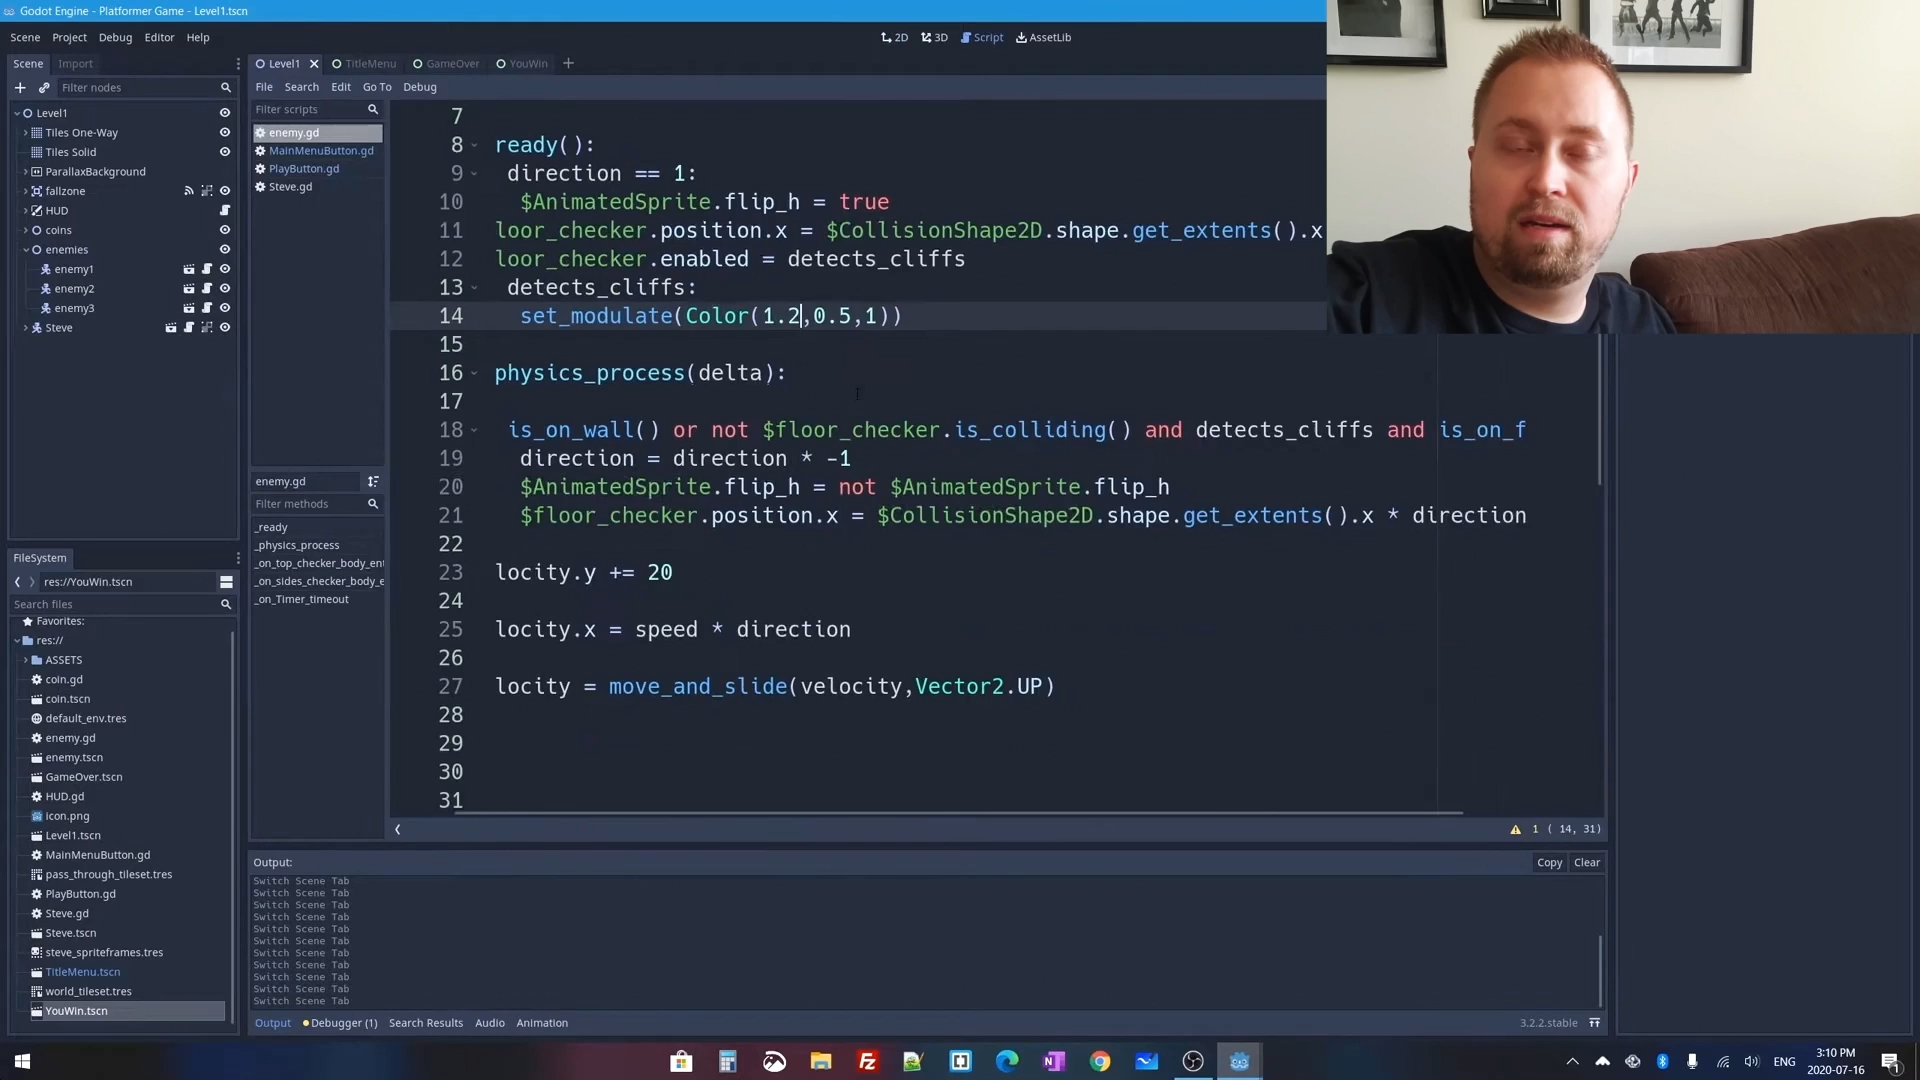 Godot Engine - Platformer Game - Level1.tscn
Scene Project Debug Editor Help
2D 3D Script AssetLib
Scene Import
Filter nodes
Level1
Tiles One-Way
Tiles Solid
ParallaxBackground
fallzone
HUD
coins
enemies
enemy1
enemy2
enemy3
Steve
FileSystem
res://YouWin.tscn
Search files
Favorites:
res://
ASSETS
coin.gd
coin.tscn
default_env.tres
enemy.gd
enemy.tscn
GameOver.tscn
HUD.gd
icon.png
Level1.tscn
MainMenuButton.gd
pass_through_tileset.tres
PlayButton.gd
Steve.gd
Steve.tscn
steve_spriteframes.tres
TitleMenu.tscn
world_tileset.tres
YouWin.tscn
Level1 TitleMenu GameOver YouWin
File Search Edit Go To Debug
Filter scripts
enemy.gd
MainMenuButton.gd
PlayButton.gd
Steve.gd
enemy.gd
Filter methods
_ready
_physics_process
_on_top_checker_body_ent
_on_sides_checker_body_e
_on_Timer_timeout
7
8 ready():
9 direction == 1:
10 $AnimatedSprite.flip_h = true
11 loor_checker.position.x = $CollisionShape2D.shape.get_extents().x
12 loor_checker.enabled = detects_cliffs
13 detects_cliffs:
14 set_modulate(Color(1.2,0.5,1))
15
16 physics_process(delta):
17
18 is_on_wall() or not $floor_checker.is_colliding() and detects_cliffs and is_on_f
19 direction = direction * -1
20 $AnimatedSprite.flip_h = not $AnimatedSprite.flip_h
21 $floor_checker.position.x = $CollisionShape2D.shape.get_extents().x * direction
22
23 locity.y += 20
24
25 locity.x = speed * direction
26
27 locity = move_and_slide(velocity,Vector2.UP)
28
29
30
31
1 ( 14, 31)
Output: Copy Clear
Switch Scene Tab
Switch Scene Tab
Switch Scene Tab
Switch Scene Tab
Switch Scene Tab
Switch Scene Tab
Switch Scene Tab
Switch Scene Tab
Switch Scene Tab
Switch Scene Tab
Switch Scene Tab
Output Debugger (1) Search Results Audio Animation 3.2.2.stable
ENG 3:10 PM
2020-07-16